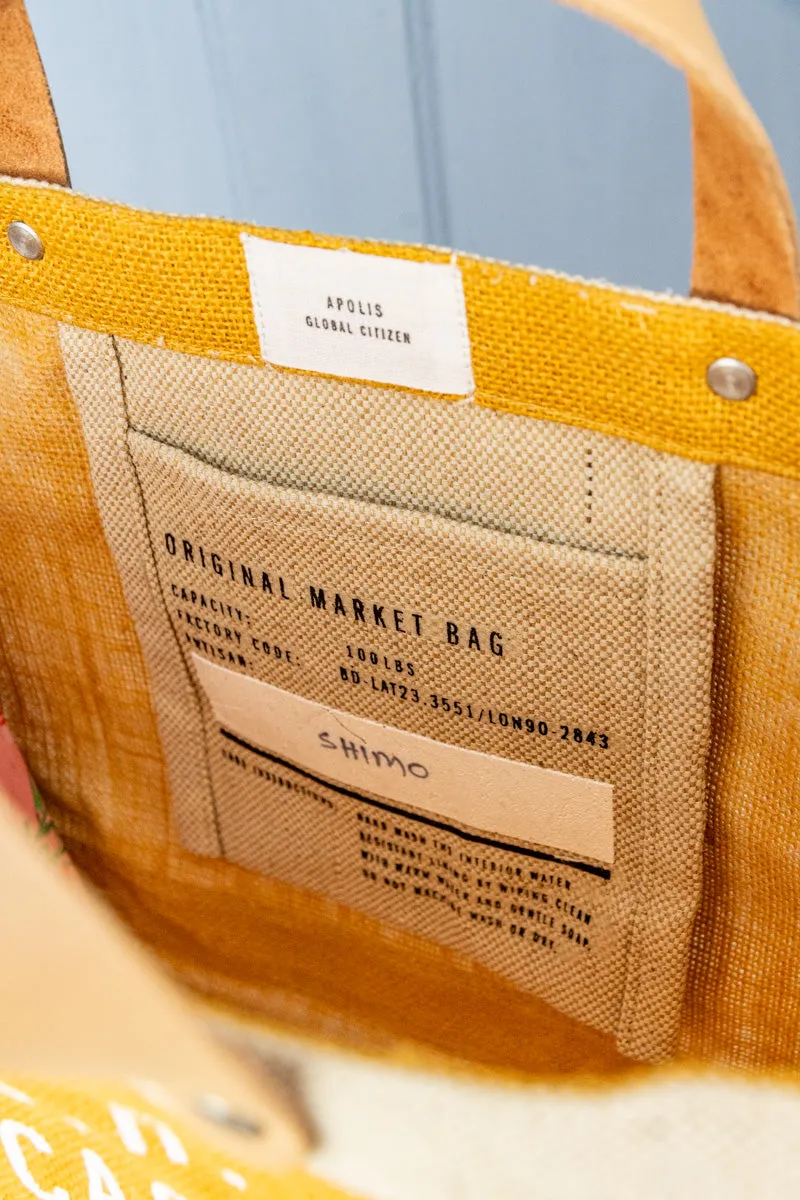 APOLIS
GLOBAL CITIZEN
ORIGINAL MARKET BAG
CAPACITY: 100LBS
FACTORY CODE: BD-LAT23.3551/LON90-2843
ARTISAN:
SHIMO
CARE INSTRUCTIONS: HAND WASH THE INTERIOR WATER
RESISTANT LINING BY WIPING CLEAN
WITH WARM WATER AND GENTLE SOAP.
DO NOT MACHINE WASH OR DRY.